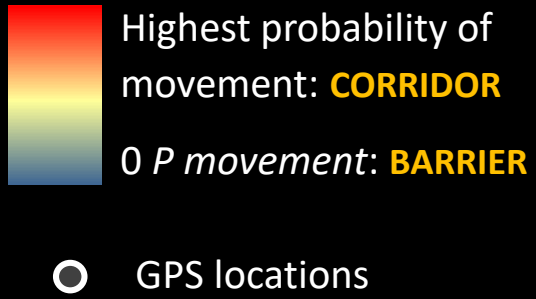 Highest probability of
movement: CORRIDOR
0 P movement: BARRIER
GPS locations